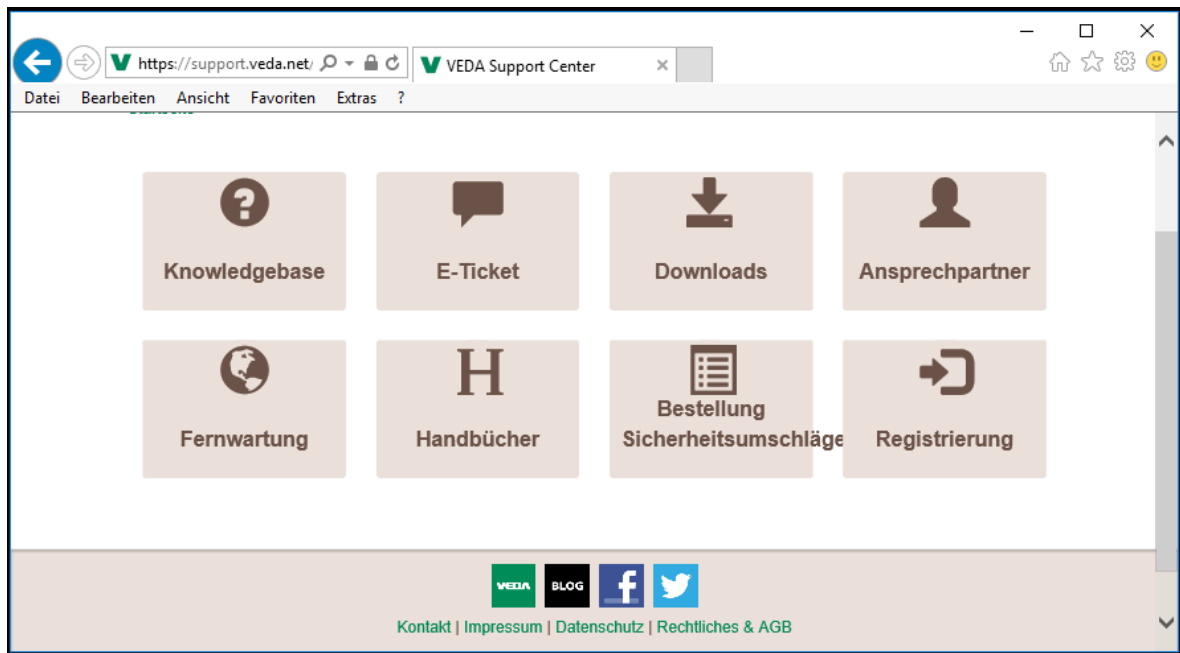 https://support.veda.net/
VEDA Support Center
Datei Bearbeiten Ansicht Favoriten Extras ?
Startseite
Knowledgebase
E-Ticket
Downloads
Ansprechpartner
Fernwartung
H
Handbücher
Bestellung
Sicherheitsumschläge
Registrierung
VEDA
BLOG
f
Kontakt | Impressum | Datenschutz | Rechtliches & AGB